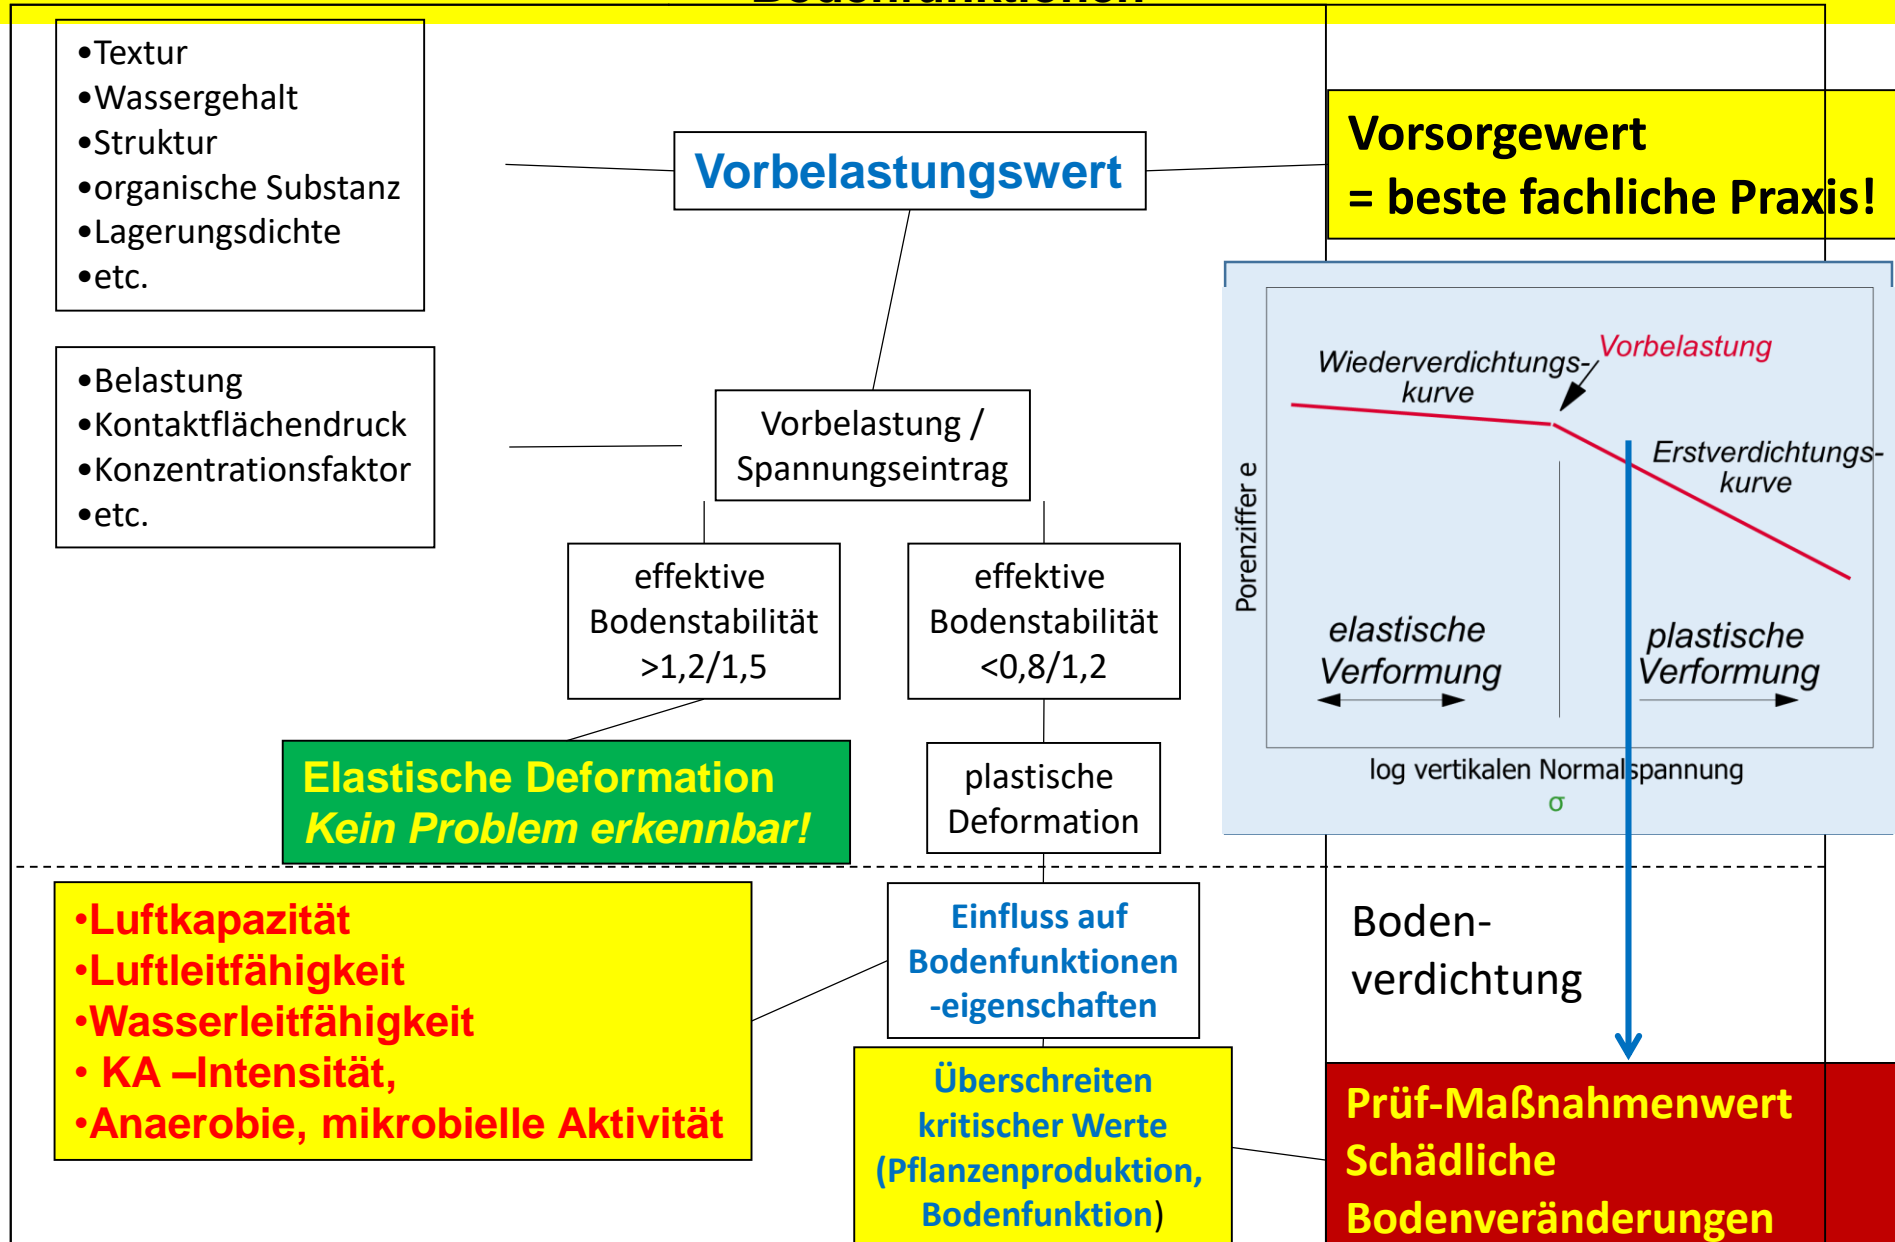 Bodenfunktionen
•Textur
•Wassergehalt
•Struktur
•organische Substanz
•Lagerungsdichte
•etc.
Vorbelastungswert
Vorsorgewert
= beste fachliche Praxis!
•Belastung
•Kontaktflächendruck
•Konzentrationsfaktor
•etc.
Vorbelastung /
Spannungseintrag
effektive
Bodenstabilität
>1,2/1,5
effektive
Bodenstabilität
<0,8/1,2
Wiederverdichtungs-
kurve
Vorbelastung
Erstverdichtungs-
kurve
Porenziffer e
elastische
Verformung
plastische
Verformung
log vertikalen Normalspannung
σ
Elastische Deformation
Kein Problem erkennbar!
plastische
Deformation
•Luftkapazität
•Luftleitfähigkeit
•Wasserleitfähigkeit
• KA –Intensität,
•Anaerobie, mikrobielle Aktivität
Einfluss auf
Bodenfunktionen
-eigenschaften
Boden-
verdichtung
Überschreiten
kritischer Werte
(Pflanzenproduktion,
Bodenfunktion)
Prüf-Maßnahmenwert
Schädliche
Bodenveränderungen